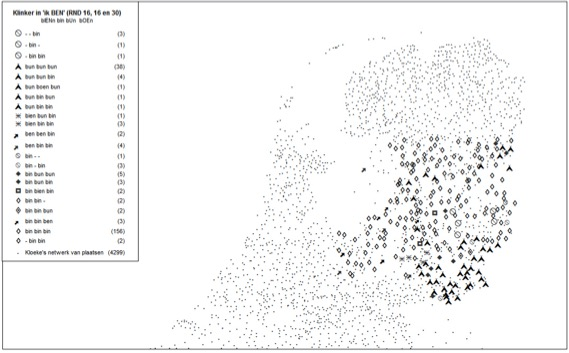 Klinker in 'ik BEN' (RND 16, 16 en 30)
bIENn bin bUn bOEn
- - bin (3)
- bin - (1)
- bin bin (1)
bun bun bun (38)
bun bun bin (4)
bun boen bun (1)
bun bin bun (1)
bun bin bin (1)
bien bun bin (1)
bien bin bin (3)
ben ben bin (2)
ben bin bin (4)
bin - - (1)
bin - bin (3)
bin bun bun (5)
bin bun bin (3)
bin bien bin (2)
bin bin - (2)
bin bin bun (2)
bin bin ben (3)
bin bin bin (156)
- bin bin (2)
Kloeke's netwerk van plaatsen (4299)